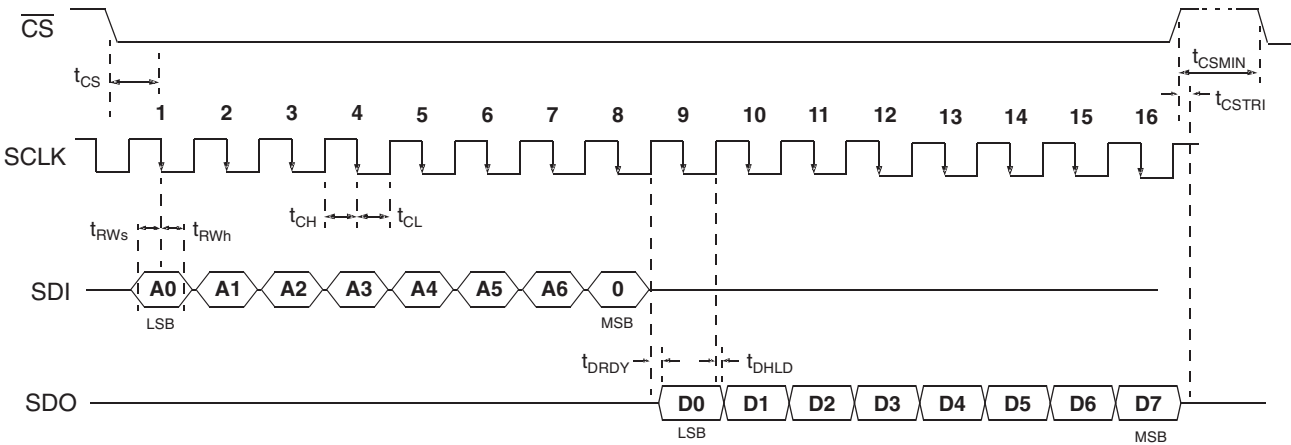 CS
tCS
tCSMIN
tCSTRI
1 2 3 4 5 6 7 8 9 10 11 12 13 14 15 16
SCLK
tCH tCL
tRWs tRWh
SDI A0 A1 A2 A3 A4 A5 A6 0
LSB MSB
tDRDY tDHLD
SDO D0 D1 D2 D3 D4 D5 D6 D7
LSB MSB